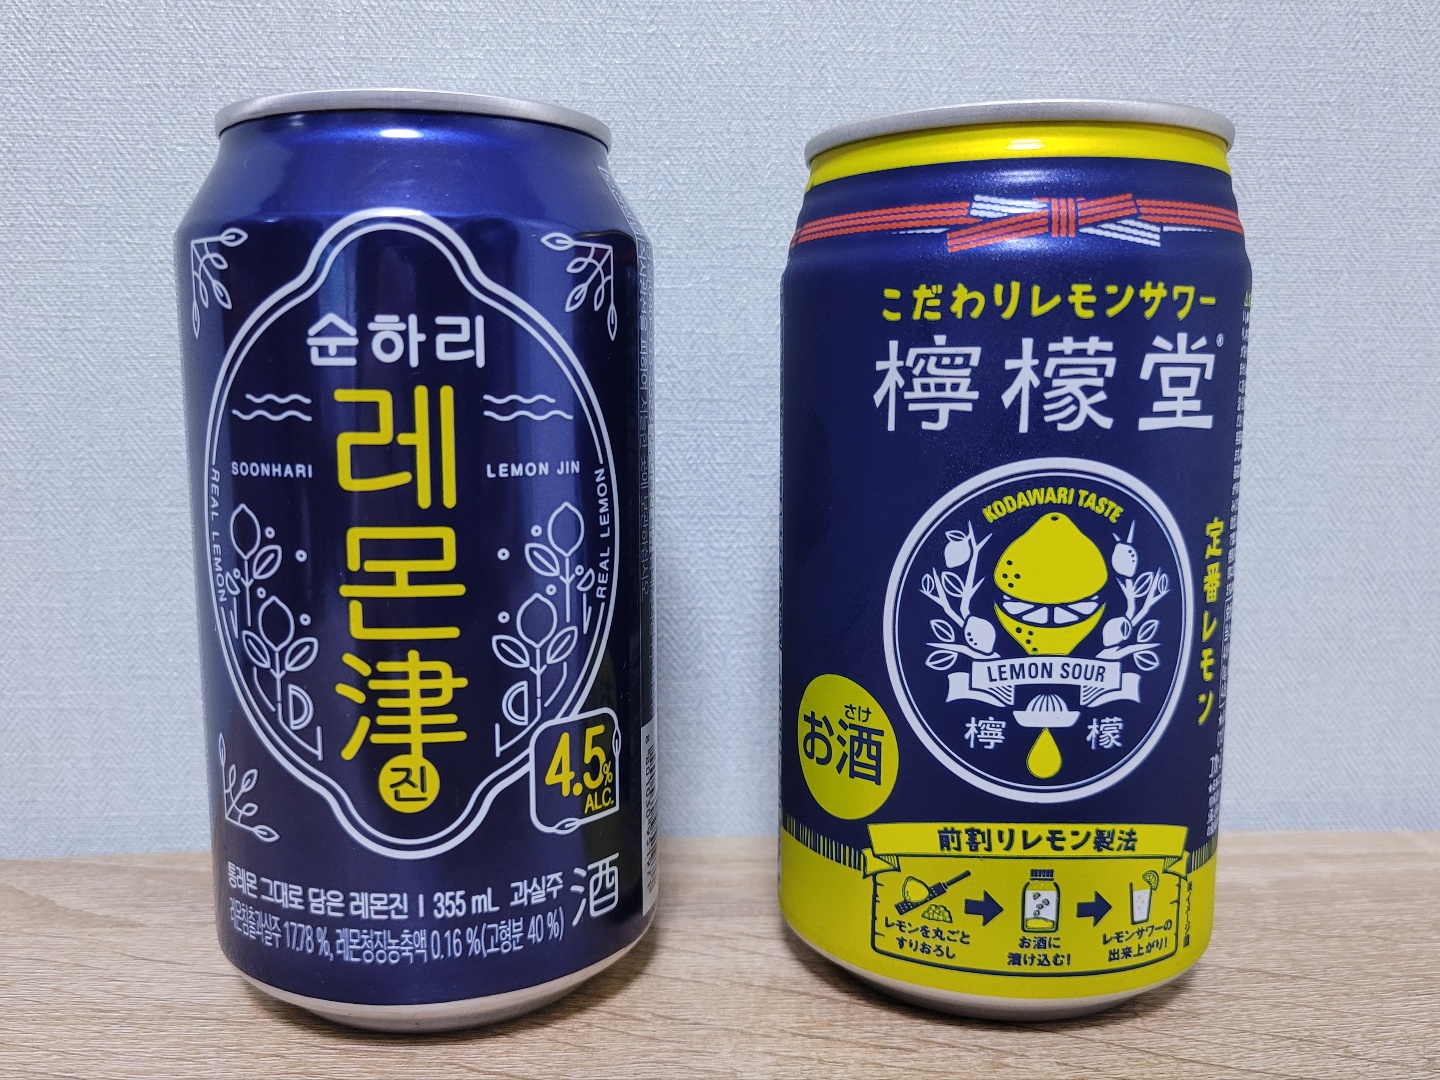 순하리
레몬津
진
SOONHARI
LEMON JIN
REAL LEMON
REAL LEMON
4.5%
ALC.
통레몬 그대로 담은 레몬진 | 355 mL 과실주
레몬침출과실주 17.78 %, 레몬청징농축액 0.16 %(고형분 40 %)
酒
こだわりレモンサワー
檸檬堂®
KODAWARI TASTE
LEMON SOUR
檸 檬
定番レモン
さけ
お酒
前割りレモン製法
レモンを丸ごと
すりおろし
お酒に
漬け込む!
レモンサワーの
出来上がり!